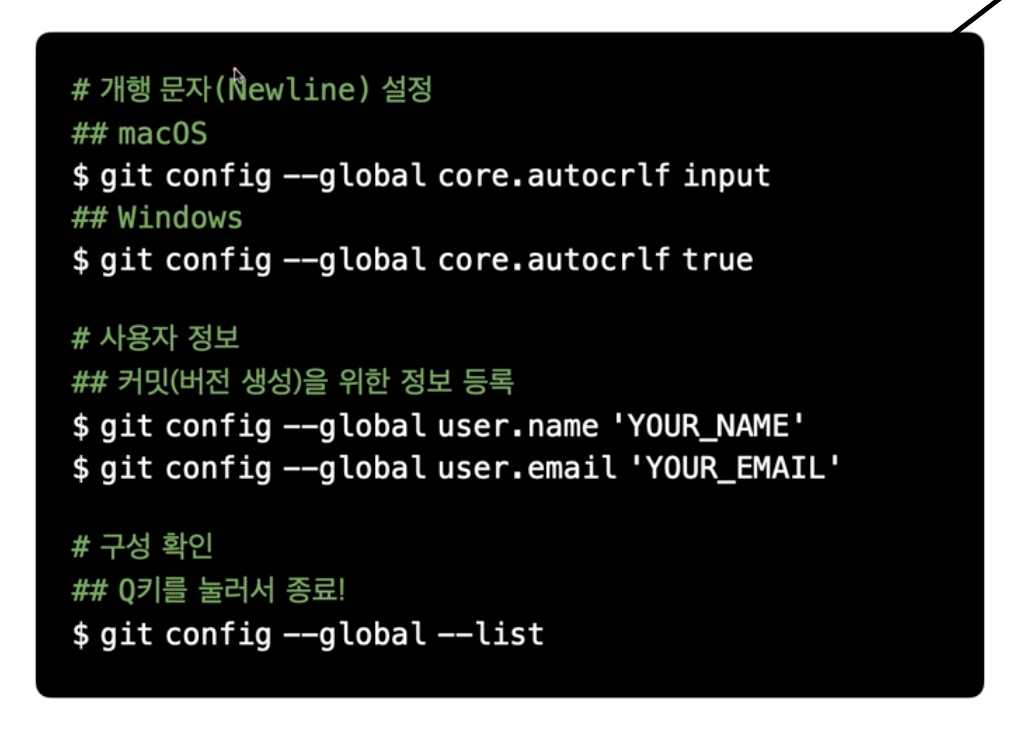 # 개행 문자(Newline) 설정
## macOS
$ git config --global core.autocrlf input
## Windows
$ git config --global core.autocrlf true
# 사용자 정보
## 커밋(버전 생성)을 위한 정보 등록
$ git config --global user.name 'YOUR_NAME'
$ git config --global user.email 'YOUR_EMAIL'
# 구성 확인
## Q키를 눌러서 종료!
$ git config --global --list